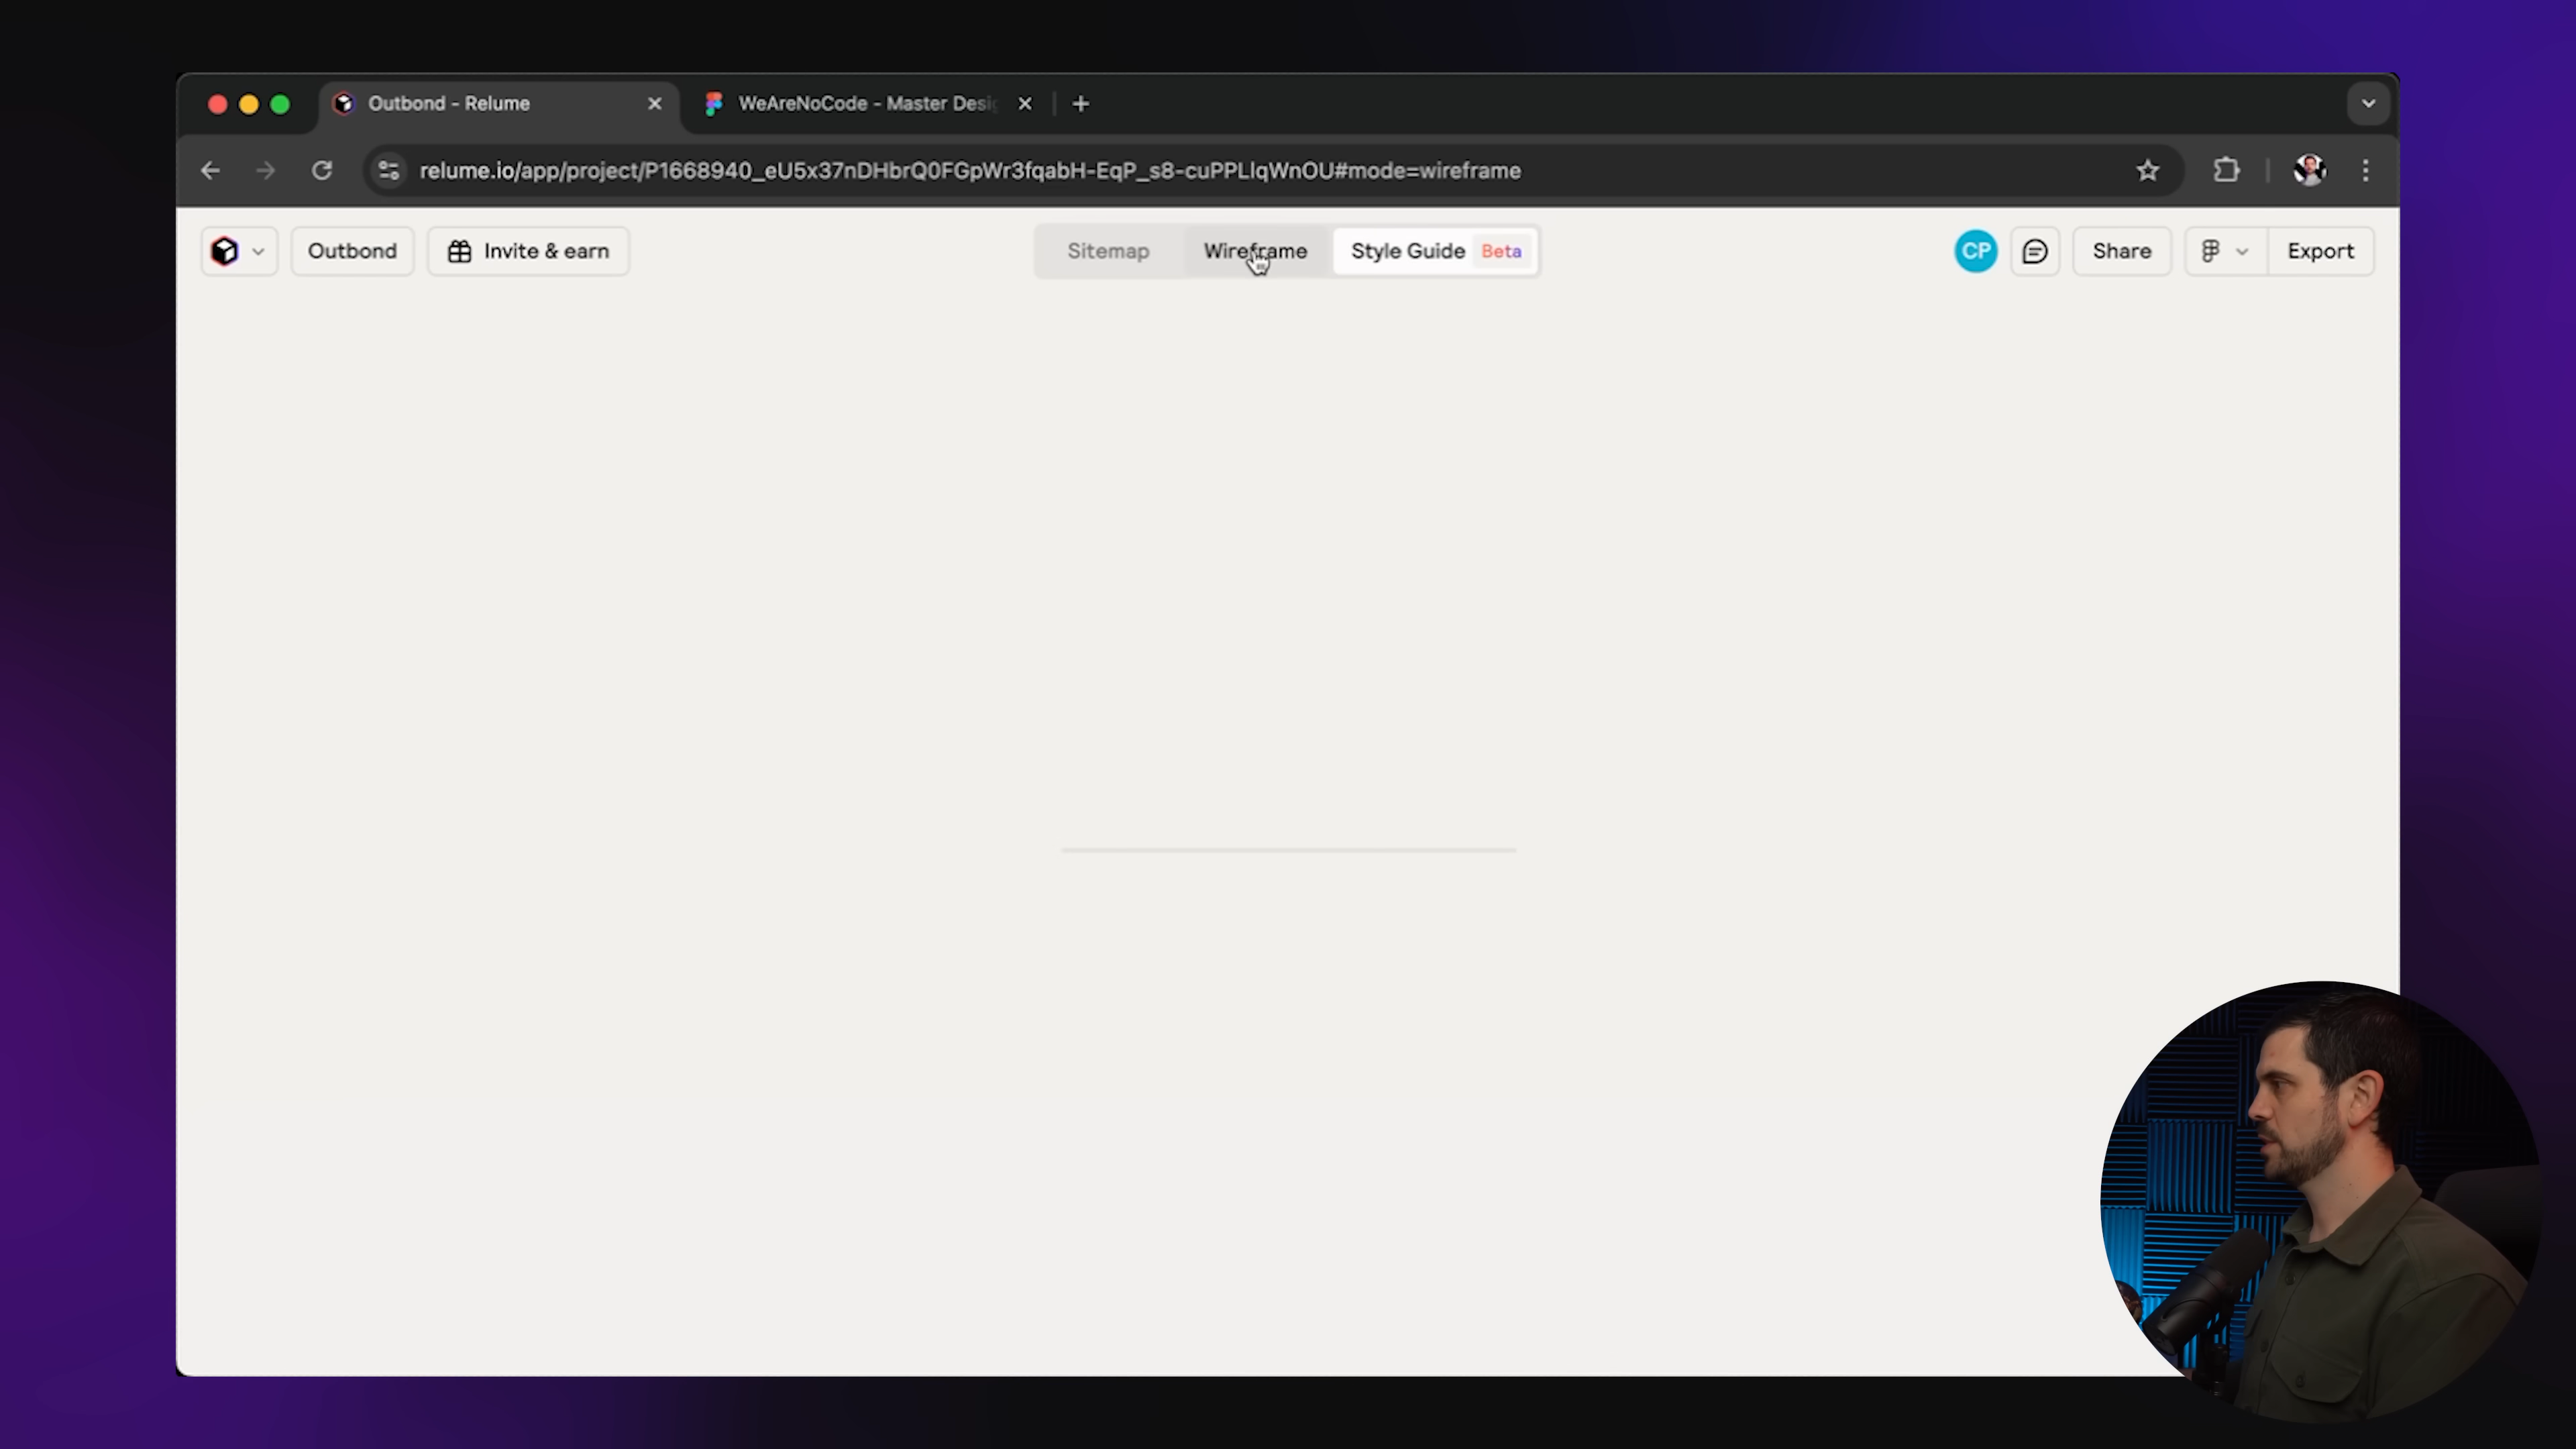 Outbond - Relume
WeAreNoCode - Master Desi
relume.io/app/project/P1668940_eU5x37nDHbrQ0FGpWr3fqabH-EqP_s8-cuPPLlqWnOU#mode=wireframe
Outbond
Invite & earn
Sitemap
Wireframe
Style Guide
Beta
CP
Share
Export